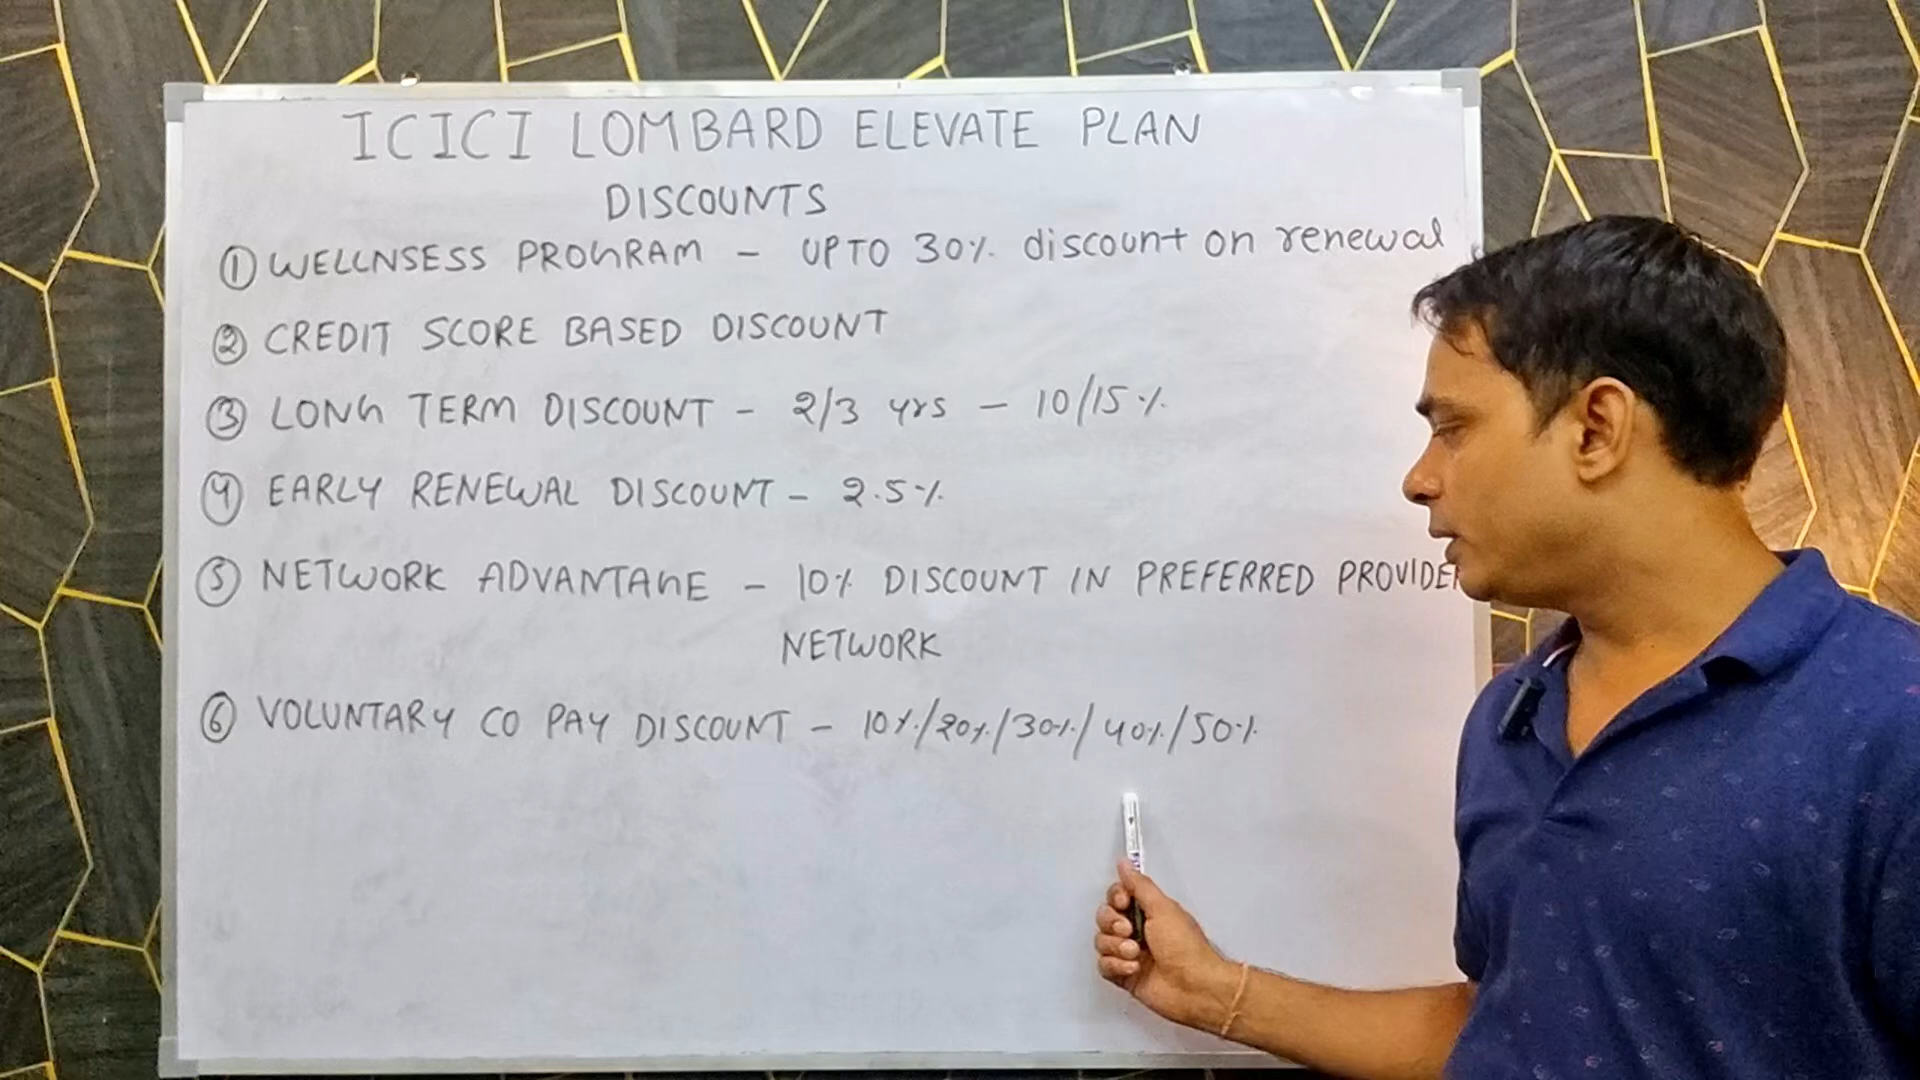 ICICI LOMBARD ELEVATE PLAN
DISCOUNTS
① WELLNSESS PROGRAM - UPTO 30% discount on renewal
② CREDIT SCORE BASED DISCOUNT
③ LONG TERM DISCOUNT - 2/3 yrs - 10/15%
④ EARLY RENEWAL DISCOUNT - 2.5%
⑤ NETWORK ADVANTAGE - 10% DISCOUNT IN PREFERRED PROVIDER
NETWORK
⑥ VOLUNTARY CO PAY DISCOUNT - 10%/20%/30%/40%/50%